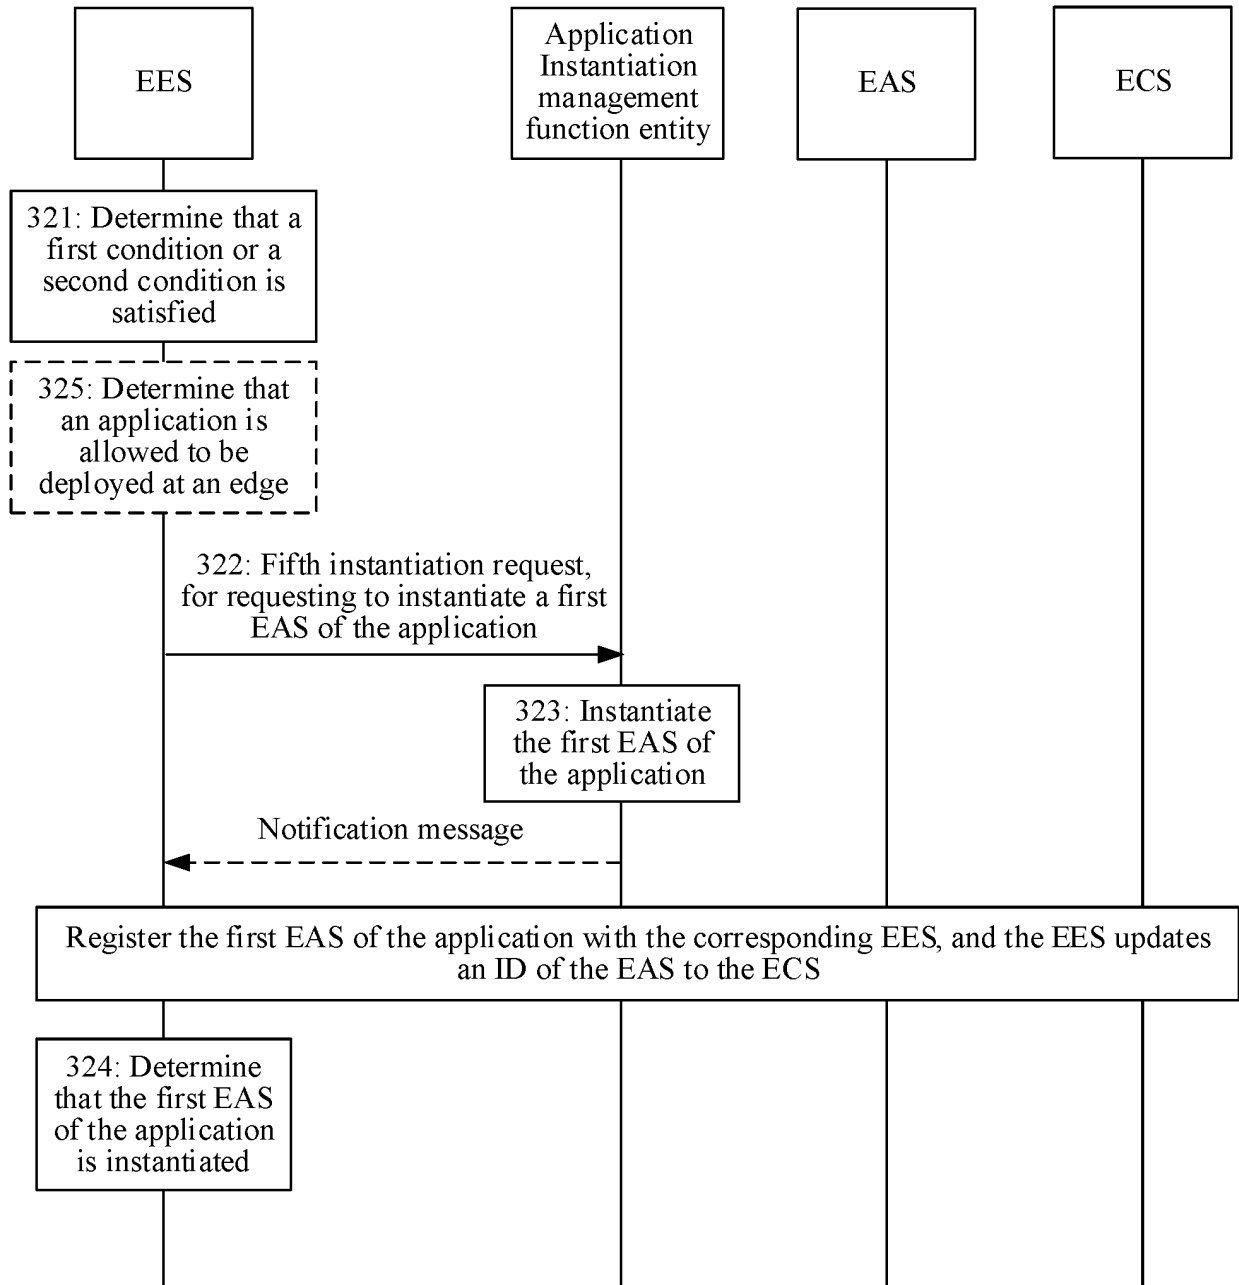 EES
Application
Instantiation
management
function entity
EAS
ECS
321: Determine that a
first condition or a
second condition is
satisfied
325: Determine that
an application is
allowed to be
deployed at an edge
322: Fifth instantiation request,
for requesting to instantiate a first
EAS of the application
323: Instantiate
the first EAS of
the application
Notification message
Register the first EAS of the application with the corresponding EES, and the EES updates
an ID of the EAS to the ECS
324: Determine
that the first EAS
of the application
is instantiated